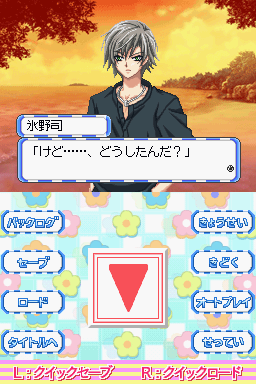 氷野司
「けど……、どうしたんだ？」
バックログ
きょうせい
セーブ
きどく
ロード
オートプレイ
タイトルへ
せってい
L：クイックセーブ R：クイックロード